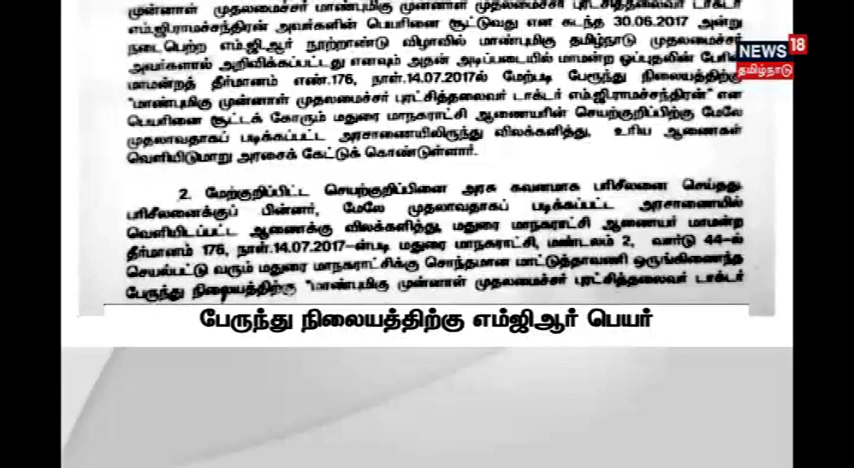 முன்னாள் முதலமைச்சர் மாண்புமிகு முன்னாள் முதலமைச்சர் புரட்சித்தலைவர் டாக்டர்
எம்.ஜி.ராமச்சந்திரன் அவர்களின் பெயரினை சூட்டுவது என கடந்த 30.06.2017 அன்று
நடைபெற்ற எம்.ஜி.ஆர் நூற்றாண்டு விழாவில் மாண்புமிகு தமிழ்நாடு முதலமைச்சர்
அவர்களால் அறிவிக்கப்பட்டது எனவும் அதன் அடிப்படையில் மாமன்ற ஒப்புதலின் பேரில்
மாமன்றத் தீர்மானம் எண்.176, நாள்.14.07.2017ல் மேற்படி பேருந்து நிலையத்திற்கு
"மாண்புமிகு முன்னாள் முதலமைச்சர் புரட்சித்தலைவர் டாக்டர் எம்.ஜி.ராமச்சந்திரன்" என
பெயரினை சூட்டக் கோரும் மதுரை மாநகராட்சி ஆணையரின் செயற்குறிப்பிற்கு மேலே
முதலாவதாகப் படிக்கப்பட்ட அரசாணையிலிருந்து விலக்களித்து, உரிய ஆணைகள்
வெளியிடுமாறு அரசைக் கேட்டுக் கொண்டுள்ளார்.
2. மேற்குறிப்பிட்ட செயற்குறிப்பினை அரசு கவனமாக பரிசீலனை செய்தது.
பரிசீலனைக்குப் பின்னர், மேலே முதலாவதாகப் படிக்கப்பட்ட அரசாணையில்
வெளியிடப்பட்ட ஆணைக்கு விலக்களித்து, மதுரை மாநகராட்சி ஆணையர் மாமன்ற
தீர்மானம் 176, நாள்.14.07.2017-ன்படி மதுரை மாநகராட்சி, மண்டலம் 2, வார்டு 44-ல்
செயல்பட்டு வரும் மதுரை மாநகராட்சிக்கு சொந்தமான மாட்டுத்தாவணி ஒருங்கிணைந்த
பேருந்து நிலையத்திற்கு "மாண்புமிகு முன்னாள் முதலமைச்சர் புரட்சித்தலைவர் டாக்டர்
பேருந்து நிலையத்திற்கு எம்ஜிஆர் பெயர்
NEWS 18
தமிழ்நாடு